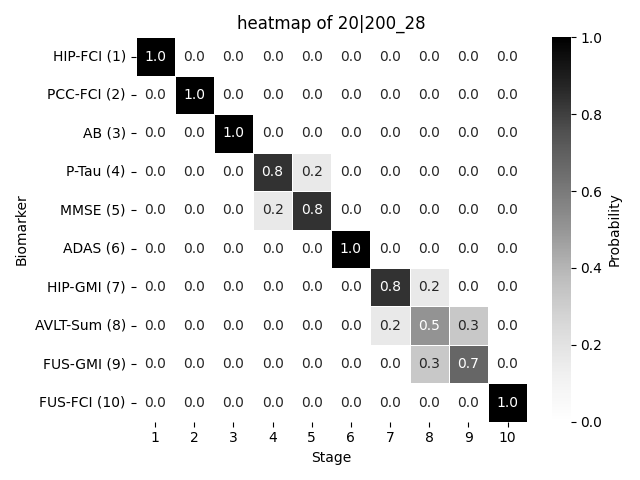 heatmap of 20|200_28
HIP-FCI (1) 1.0 0.0 0.0 0.0 0.0 0.0 0.0 0.0 0.0 0.0
PCC-FCI (2) 0.0 1.0 0.0 0.0 0.0 0.0 0.0 0.0 0.0 0.0
AB (3) 0.0 0.0 1.0 0.0 0.0 0.0 0.0 0.0 0.0 0.0
P-Tau (4) 0.0 0.0 0.0 0.8 0.2 0.0 0.0 0.0 0.0 0.0
MMSE (5) 0.0 0.0 0.0 0.2 0.8 0.0 0.0 0.0 0.0 0.0
ADAS (6) 0.0 0.0 0.0 0.0 0.0 1.0 0.0 0.0 0.0 0.0
HIP-GMI (7) 0.0 0.0 0.0 0.0 0.0 0.0 0.8 0.2 0.0 0.0
AVLT-Sum (8) 0.0 0.0 0.0 0.0 0.0 0.0 0.2 0.5 0.3 0.0
FUS-GMI (9) 0.0 0.0 0.0 0.0 0.0 0.0 0.0 0.3 0.7 0.0
FUS-FCI (10) 0.0 0.0 0.0 0.0 0.0 0.0 0.0 0.0 0.0 1.0
1 2 3 4 5 6 7 8 9 10
Stage
Biomarker
1.0
0.8
0.6
0.4
0.2
0.0
Probability